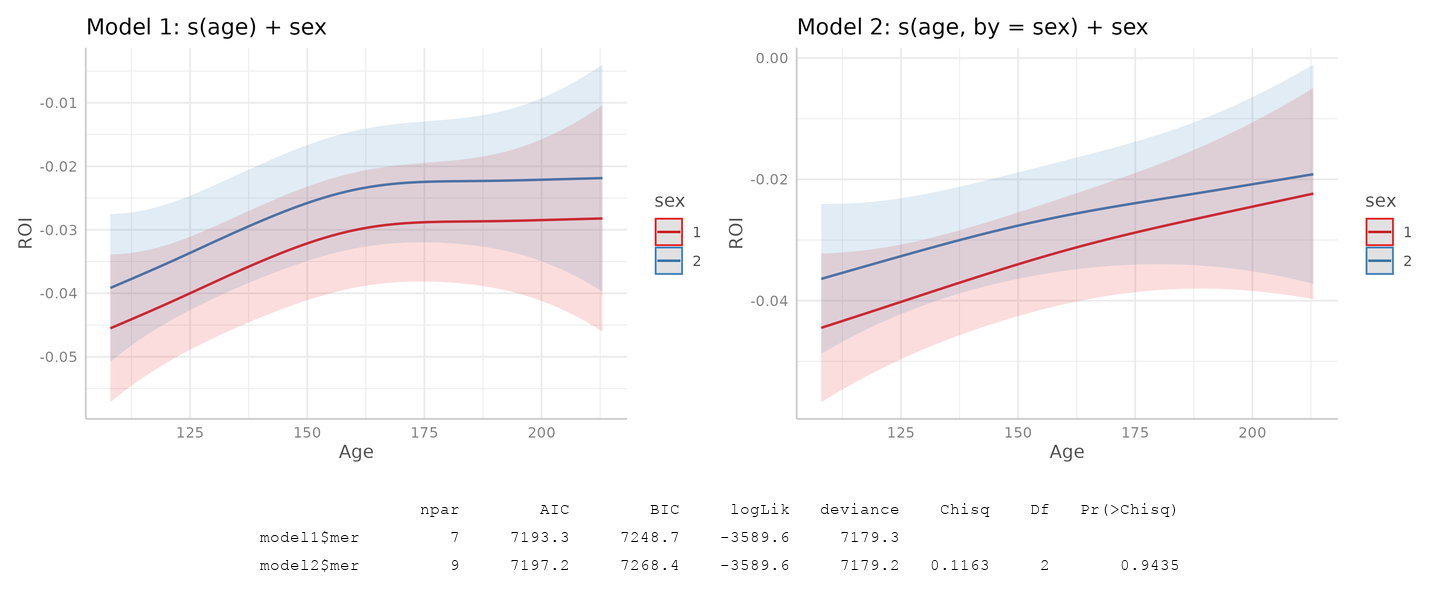 Model 1: s(age) + sex
-0.01
-0.02
-0.03
-0.04
-0.05
ROI
125 150 175 200
Age
sex
1
2
Model 2: s(age, by = sex) + sex
0.00
-0.02
-0.04
ROI
125 150 175 200
Age
sex
1
2
npar AIC BIC logLik deviance Chisq Df Pr(>Chisq)
model1$mer 7 7193.3 7248.7 -3589.6 7179.3
model2$mer 9 7197.2 7268.4 -3589.6 7179.2 0.1163 2 0.9435